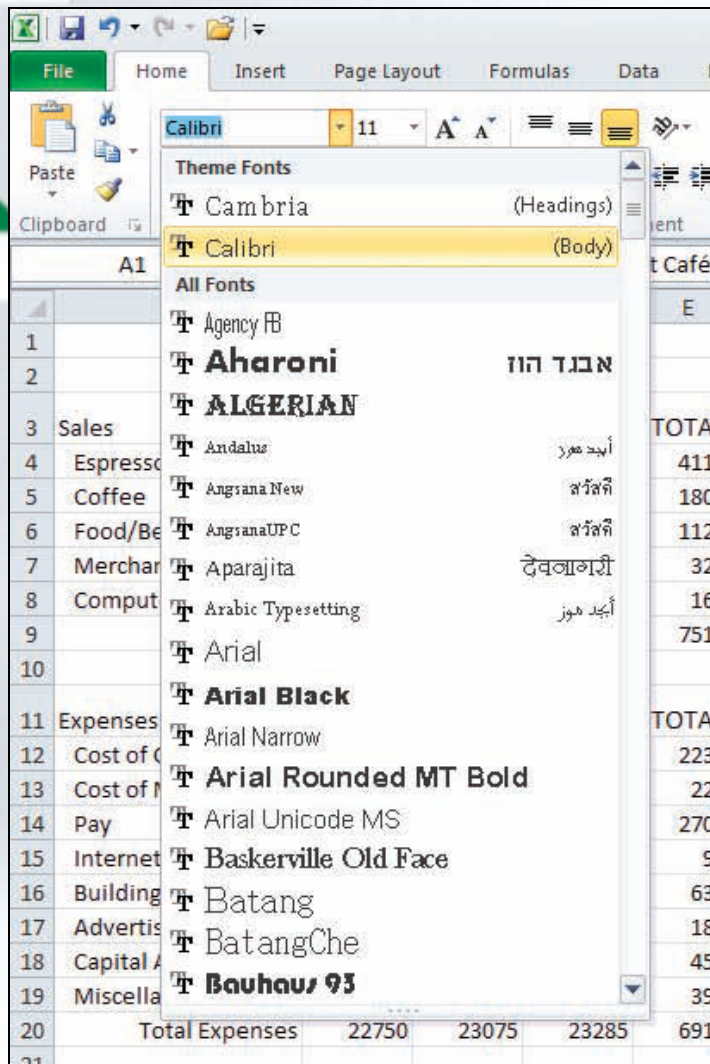 File Home Insert Page Layout Formulas Data
Calibri 11 A A
Paste
Clipboard
A1
Theme Fonts
Cambria (Headings)
Calibri (Body)
All Fonts
Agency FB
Aharoni אבגד הוז
ALGERIAN
Andalus أبجد هوز
Angsana New สวัสดี
AngsanaUPC สวัสดี
Aparajita देवनागरी
Arabic Typesetting أبجد هوز
Arial
Arial Black
Arial Narrow
Arial Rounded MT Bold
Arial Unicode MS
Baskerville Old Face
Batang
BatangChe
Bauhaus 93
t Café
E
1
2
3 Sales TOTA
4 Espresso 411
5 Coffee 180
6 Food/Be 112
7 Merchan 32
8 Comput 16
9 751
10
11 Expenses TOTA
12 Cost of 223
13 Cost of 22
14 Pay 270
15 Internet 9
16 Building 63
17 Advertis 18
18 Capital 45
19 Miscella 39
20 Total Expenses 22750 23075 23285 691